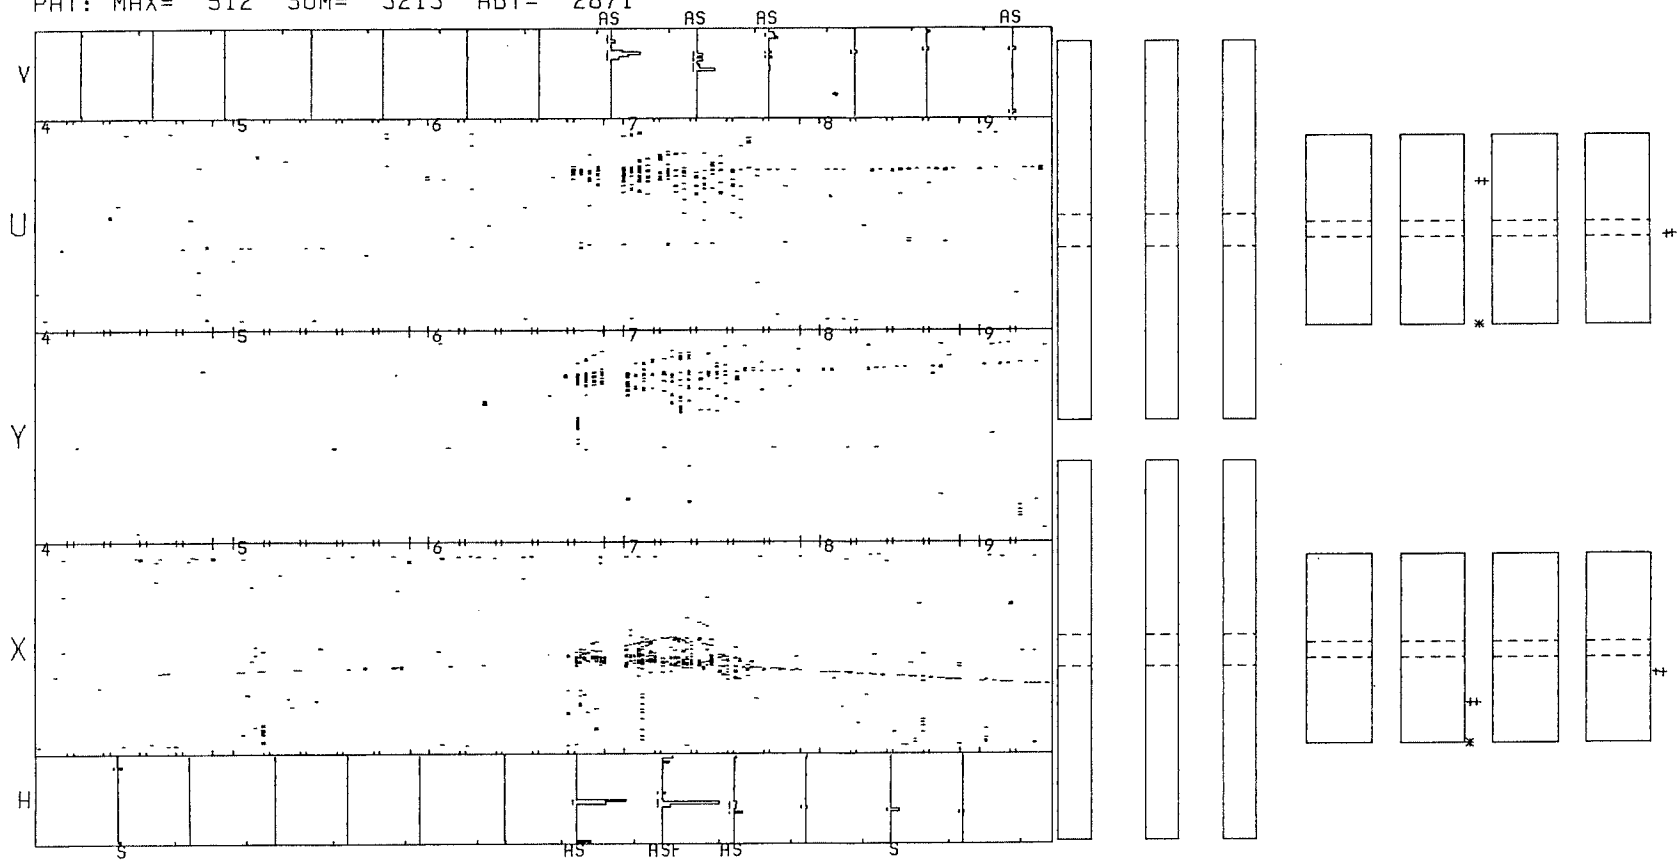 PAT: MAX= 512 SUM= 3213 ABT= 2871
AS AS AS AS
V
4 5 6 7 8 9
U
4 5 6 7 8 9
Y
4 5 6 7 8 9
X
H
S HS HS HS S